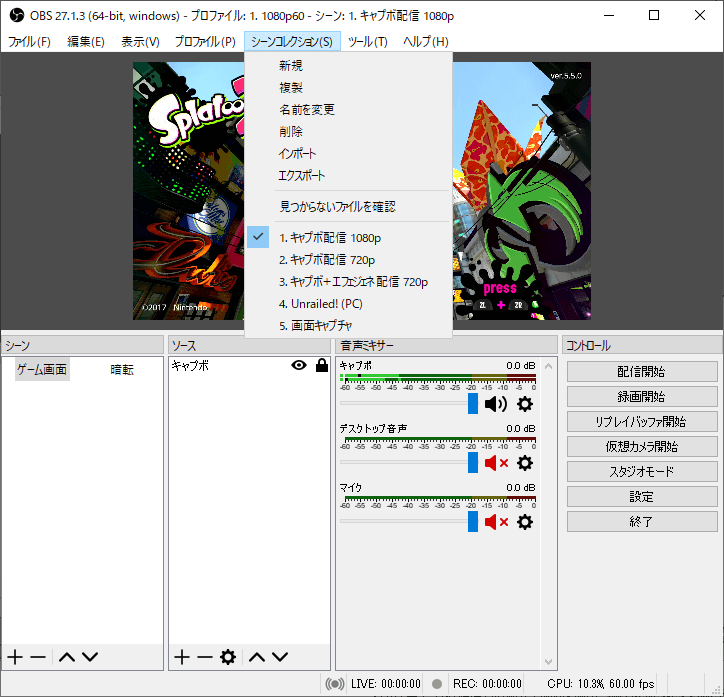 OBS 27.1.3 (64-bit, windows) - プロファイル: 1. 1080p60 - シーン: 1. キャプボ配信 1080p
ファイル(F) 編集(E) 表示(V) プロファイル(P) シーンコレクション(S) ツール(T) ヘルプ(H)
新規
複製
名前を変更
削除
インポート
エクスポート
見つからないファイルを確認
1. キャプボ配信 1080p
2. キャプボ配信 720p
3. キャプボ+エフェジェネ配信 720p
4. Unrailed! (PC)
5. 画面キャプチャ
ver.5.5.0
Splatoon
press
ZL + ZR
©2017 Nintendo
シーン
ゲーム画面 暗転
ソース
キャプボ
音声ミキサー
キャプボ 0.0 dB
-60 -55 -50 -45 -40 -35 -30 -25 -20 -15 -10 -5 0
デスクトップ音声 0.0 dB
-60 -55 -50 -45 -40 -35 -30 -25 -20 -15 -10 -5 0
マイク 0.0 dB
-60 -55 -50 -45 -40 -35 -30 -25 -20 -15 -10 -5 0
コントロール
配信開始
録画開始
リプレイバッファ開始
仮想カメラ開始
スタジオモード
設定
終了
LIVE: 00:00:00 REC: 00:00:00 CPU: 10.3%, 60.00 fps